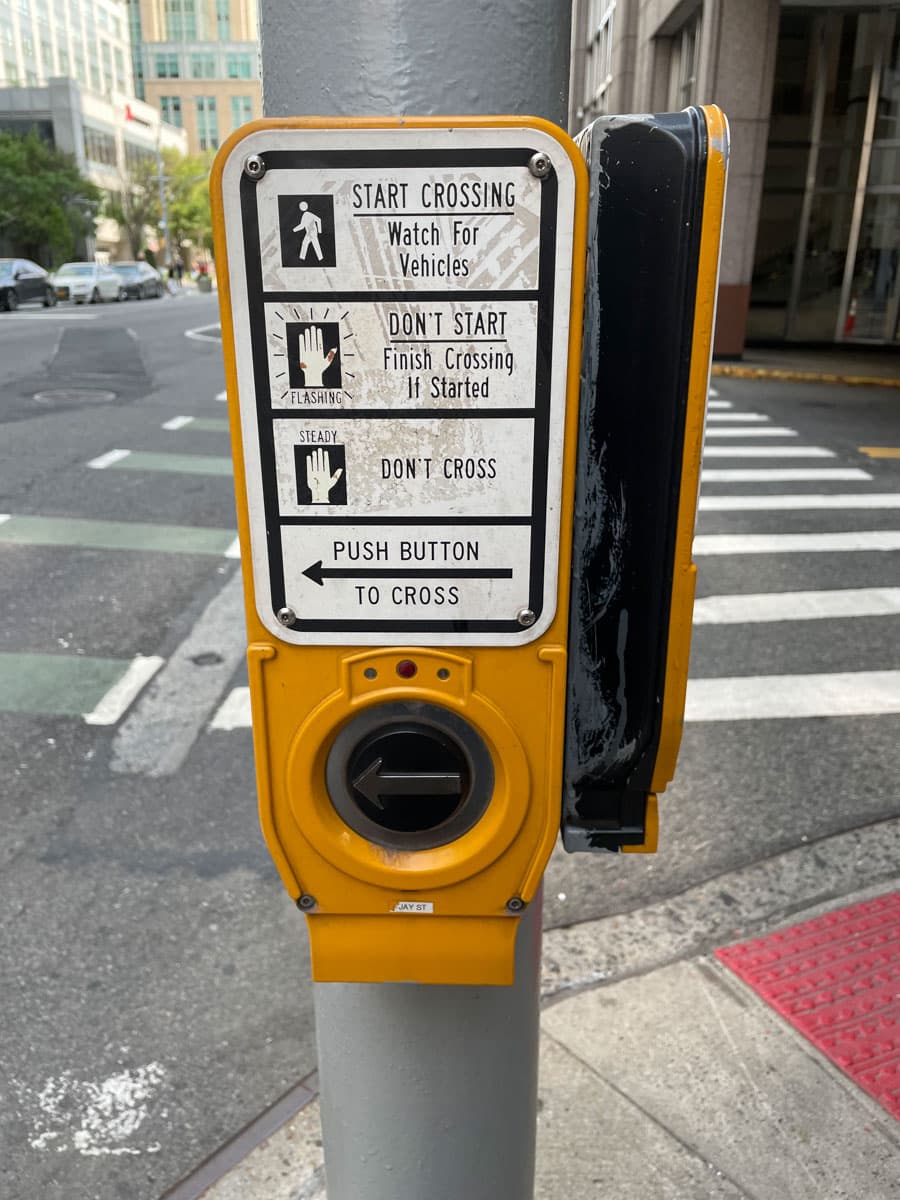 START CROSSING
Watch For
Vehicles
DON'T START
Finish Crossing
If Started
FLASHING
STEADY
DON'T CROSS
PUSH BUTTON
TO CROSS
JAY ST